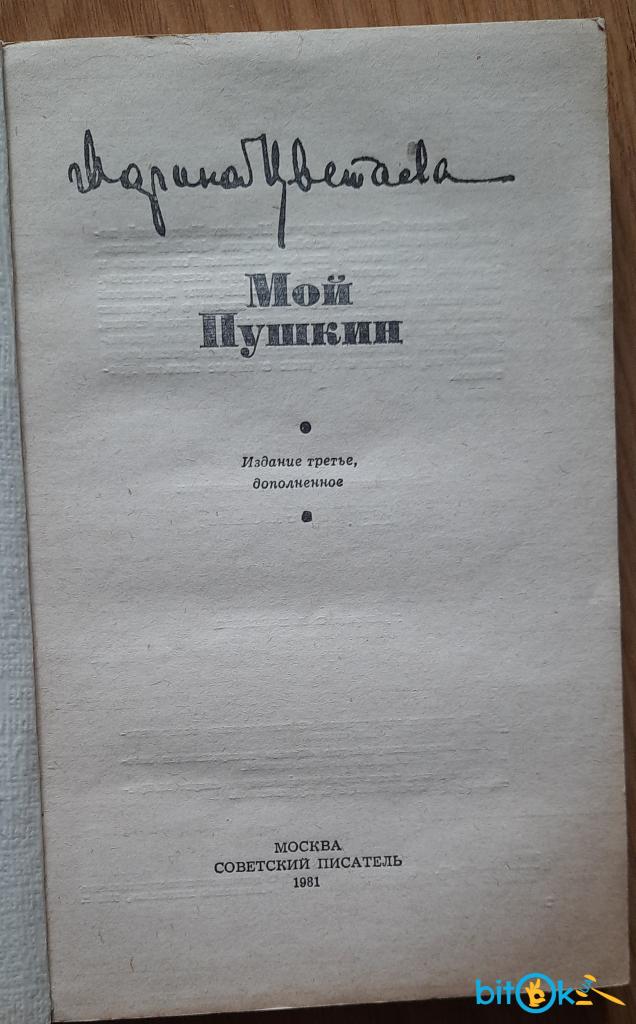 Марина Цветаева
Мой
Пушкин
Издание третье,
дополненное
МОСКВА
СОВЕТСКИЙ ПИСАТЕЛЬ
1981
bitok